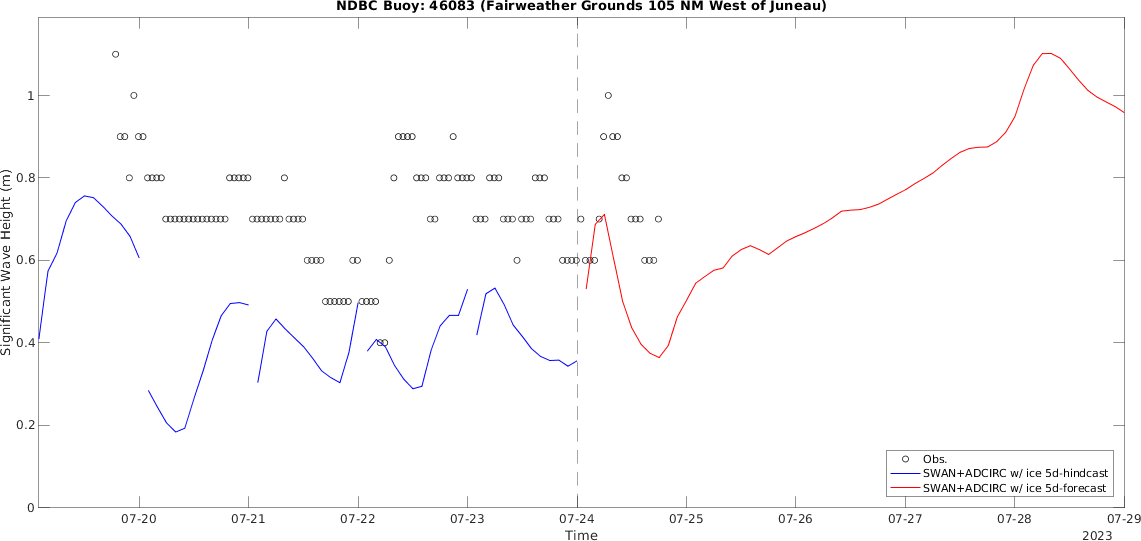 NDBC Buoy: 46083 (Fairweather Grounds 105 NM West of Juneau)
Significant Wave Height (m)
1
0.8
0.6
0.4
0.2
0
Obs.
SWAN+ADCIRC w/ ice 5d-hindcast
SWAN+ADCIRC w/ ice 5d-forecast
07-20 07-21 07-22 07-23 07-24 07-25 07-26 07-27 07-28 07-29
Time
2023